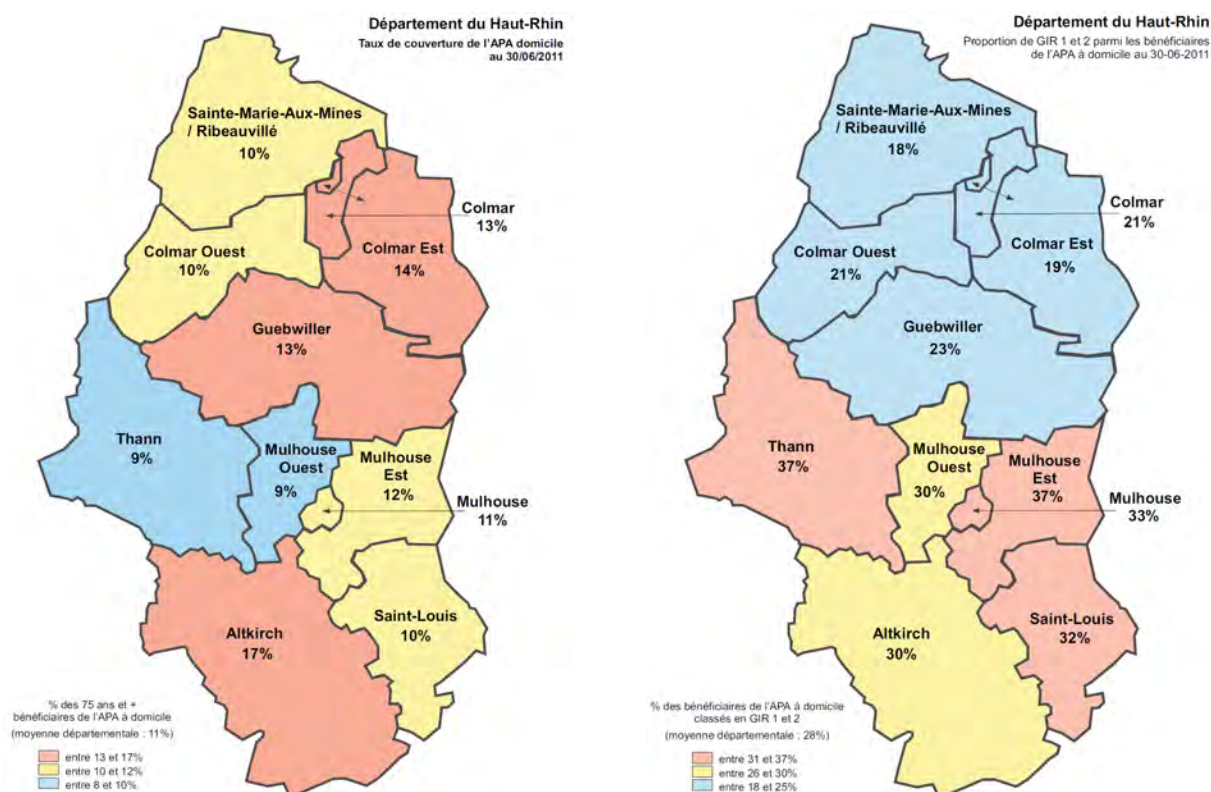 Département du Haut-Rhin
Taux de couverture de l'APA domicile
au 30/06/2011
Sainte-Marie-Aux-Mines
/ Ribeauvillé
10%
Colmar
13%
Colmar Ouest
10%
Colmar Est
14%
Guebwiller
13%
Thann
9%
Mulhouse
Ouest
9%
Mulhouse
Est
12%
Mulhouse
11%
Saint-Louis
10%
Altkirch
17%
% des 75 ans et +
bénéficiaires de l'APA à domicile
(moyenne départementale : 11%)
entre 13 et 17%
entre 10 et 12%
entre 8 et 10%
Département du Haut-Rhin
Proportion de GIR 1 et 2 parmi les bénéficiaires
de l'APA à domicile au 30-06-2011
Sainte-Marie-Aux-Mines
/ Ribeauvillé
18%
Colmar
21%
Colmar Ouest
21%
Colmar Est
19%
Guebwiller
23%
Thann
37%
Mulhouse
Ouest
30%
Mulhouse
Est
37%
Mulhouse
33%
Saint-Louis
32%
Altkirch
30%
% des bénéficiaires de l'APA à domicile
classés en GIR 1 et 2
(moyenne départementale : 28%)
entre 31 et 37%
entre 26 et 30%
entre 18 et 25%